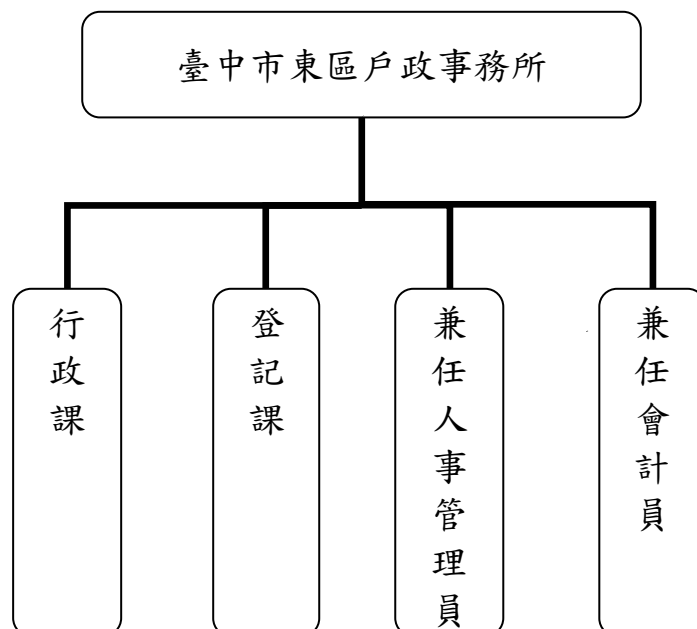 臺中市東區戶政事務所
行政課
登記課
兼任人事管理員
兼任會計員